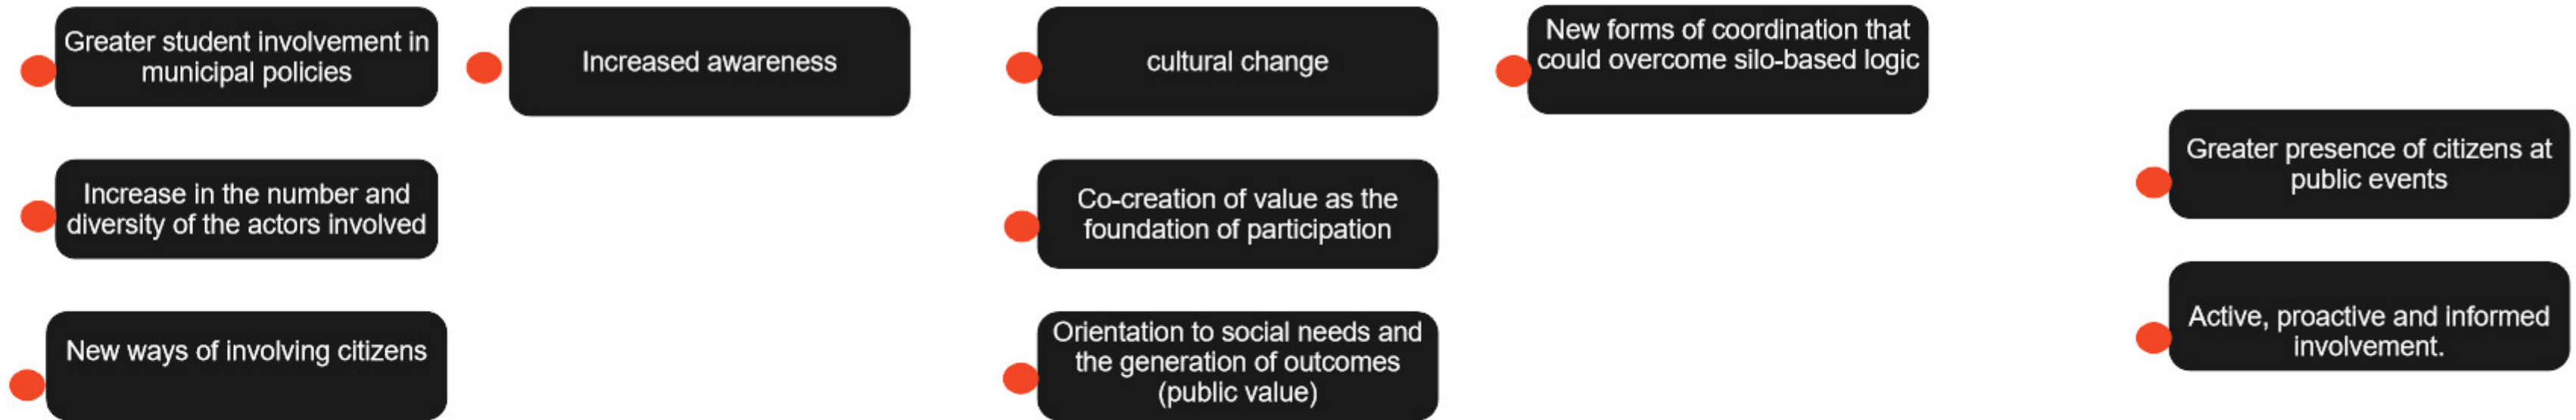 Greater student involvement in
municipal policies
Increased awareness
cultural change
New forms of coordination that
could overcome silo-based logic
Greater presence of citizens at
public events
Increase in the number and
diversity of the actors involved
Co-creation of value as the
foundation of participation
Active, proactive and informed
involvement.
New ways of involving citizens
Orientation to social needs and
the generation of outcomes
(public value)